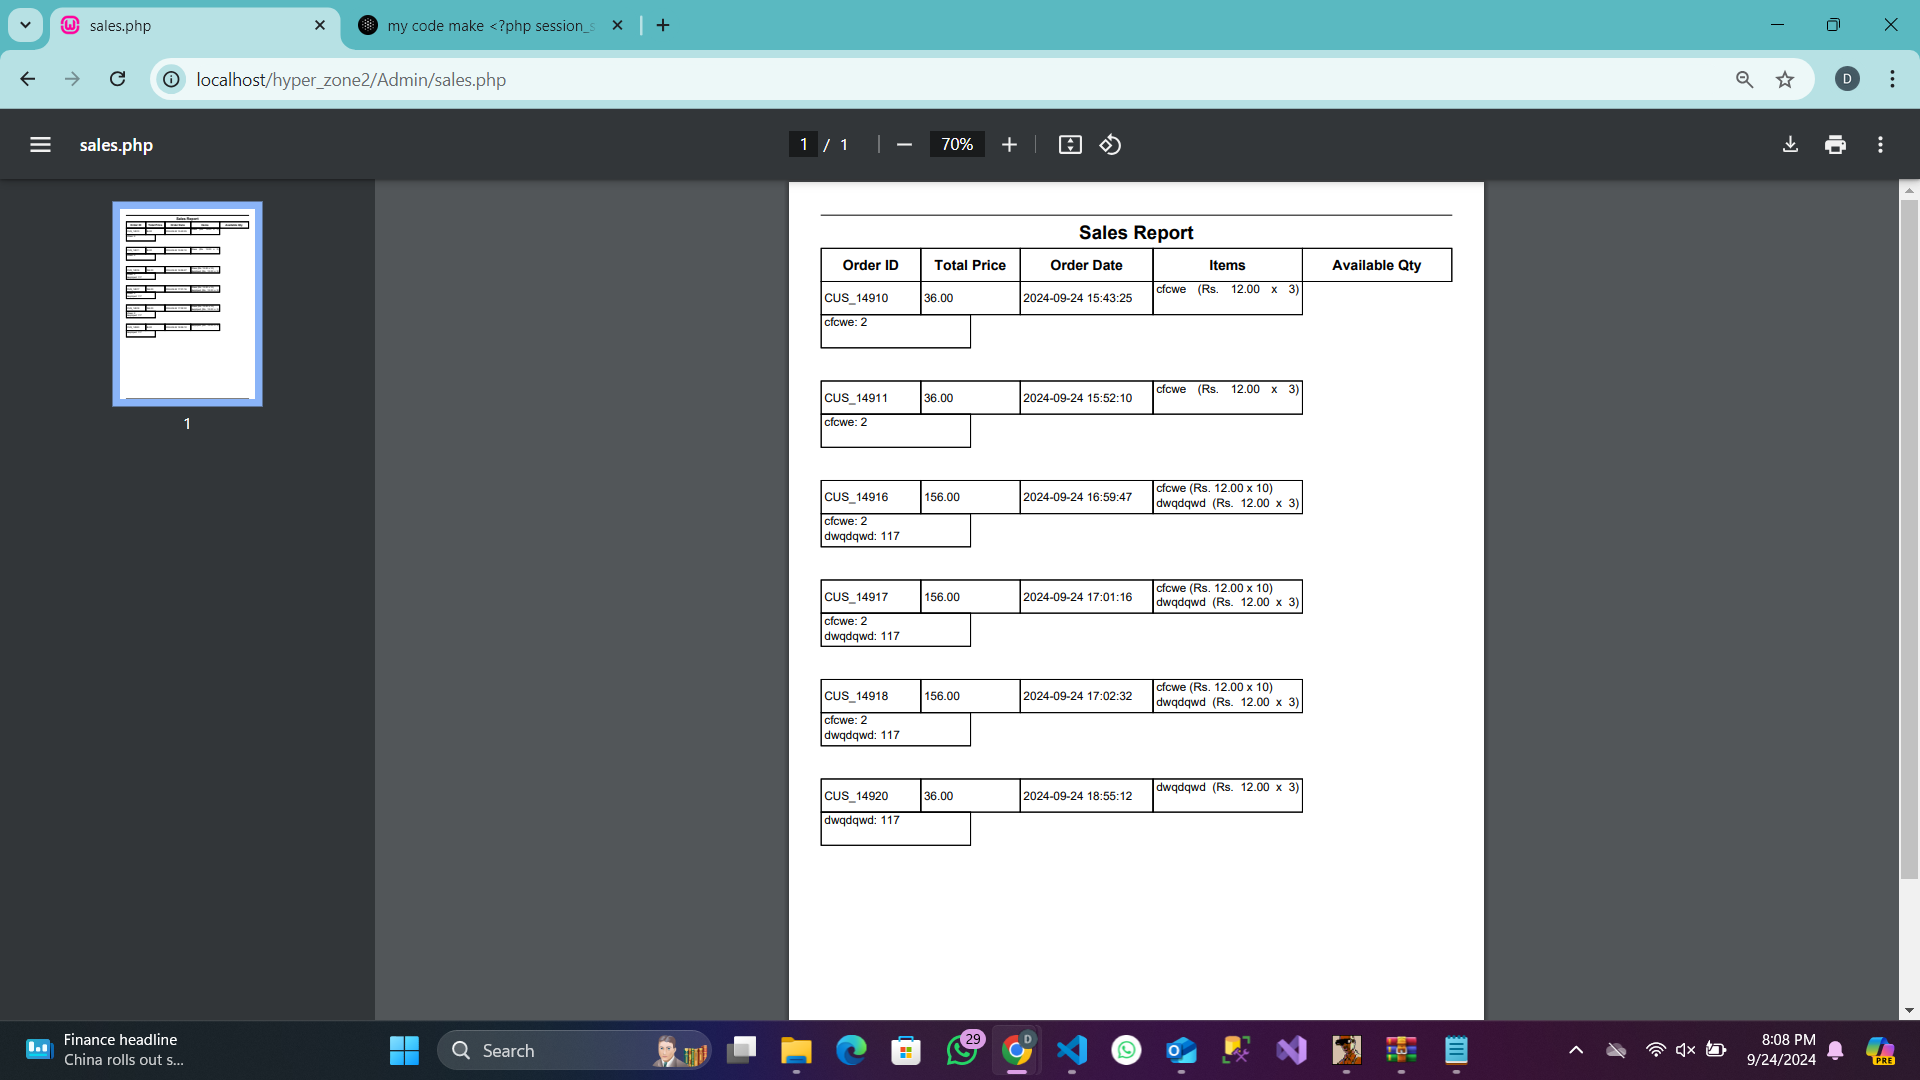 sales.php
my code make <?php session_s
localhost/hyper_zone2/Admin/sales.php
D
sales.php
1 / 1
70%
1
Sales Report
Order ID Total Price Order Date Items Available Qty
CUS_14910 36.00 2024-09-24 15:43:25 cfcwe (Rs. 12.00 x 3)
cfcwe: 2
CUS_14911 36.00 2024-09-24 15:52:10 cfcwe (Rs. 12.00 x 3)
cfcwe: 2
CUS_14916 156.00 2024-09-24 16:59:47 cfcwe (Rs. 12.00 x 10)
dwqdqwd (Rs. 12.00 x 3)
cfcwe: 2
dwqdqwd: 117
CUS_14917 156.00 2024-09-24 17:01:16 cfcwe (Rs. 12.00 x 10)
dwqdqwd (Rs. 12.00 x 3)
cfcwe: 2
dwqdqwd: 117
CUS_14918 156.00 2024-09-24 17:02:32 cfcwe (Rs. 12.00 x 10)
dwqdqwd (Rs. 12.00 x 3)
cfcwe: 2
dwqdqwd: 117
CUS_14920 36.00 2024-09-24 18:55:12 dwqdqwd (Rs. 12.00 x 3)
dwqdqwd: 117
Finance headline
China rolls out s...
Search
29
D
8:08 PM
9/24/2024
PRE